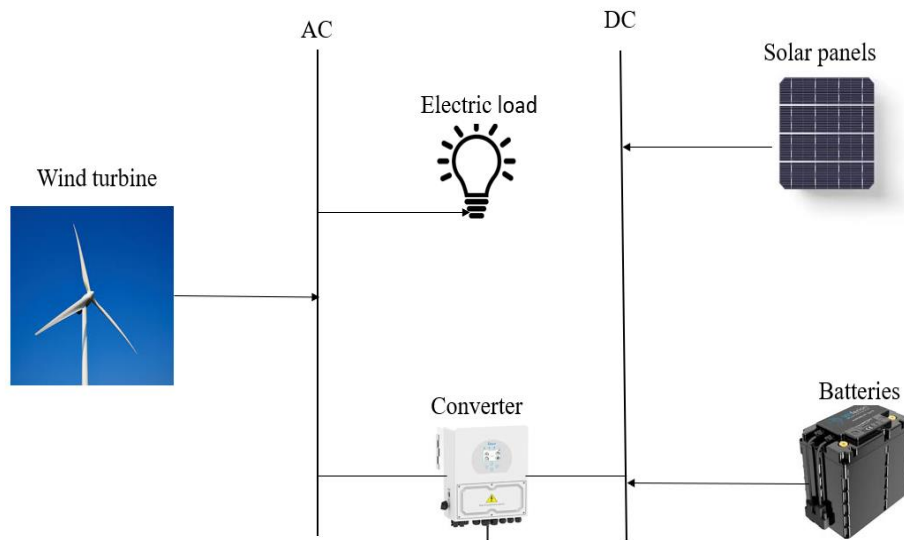 AC
DC
Solar panels
Electric load
Wind turbine
Converter
Batteries